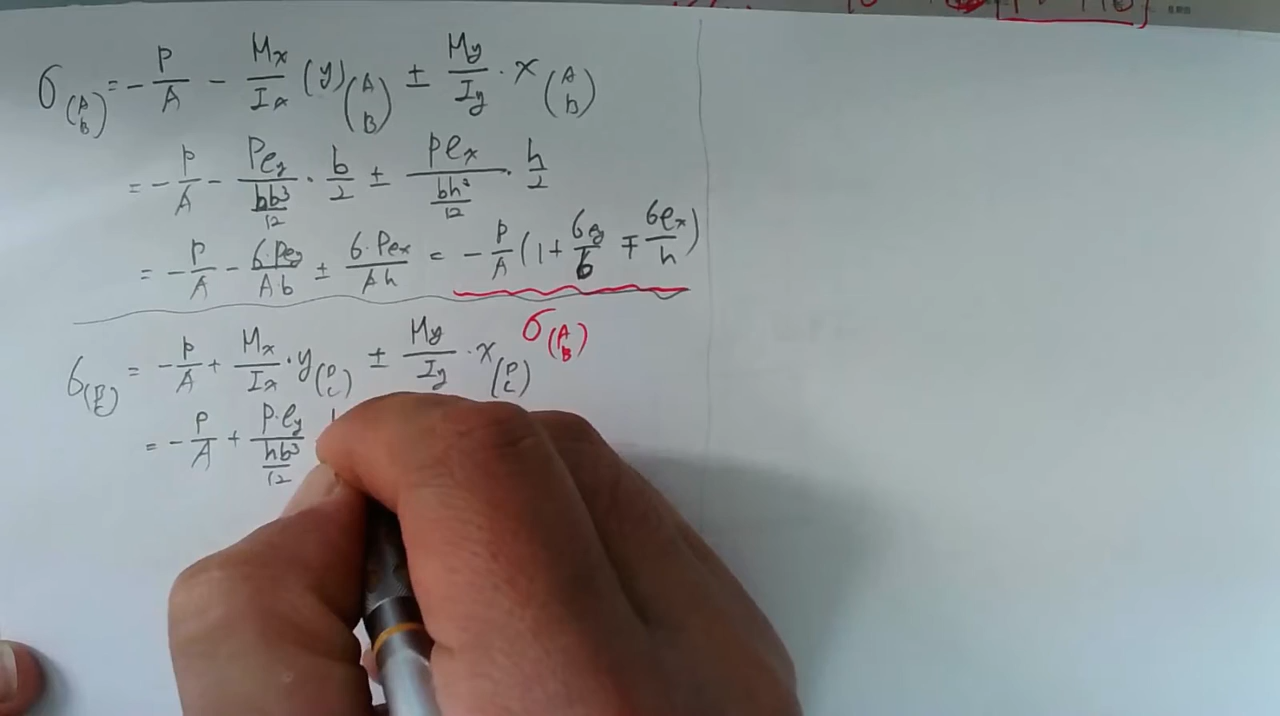 σ(A B) = - P/A - Mx/Ix (y)(A B) ± My/Iy · x(A B)
= - P/A - Pey/(hb³/12) · b/2 ± Pex/(bh³/12) · h/2
= - P/A - 6·Pey/Ab ± 6·Pex/Ah = - P/A (1 + 6ey/b ∓ 6ex/h)
σ(A B)
σ(D C) = - P/A + Mx/Ix · y(D C) ± My/Iy · x(D C)
= - P/A + P·ey/(hb³/12)